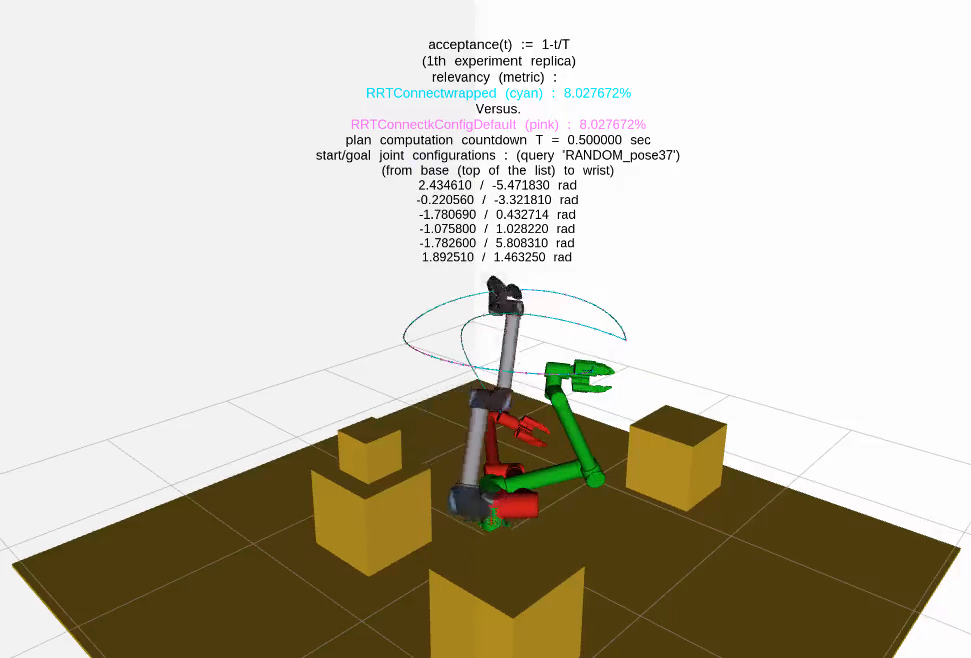 acceptance(t) := 1-t/T
(1th experiment replica)
relevancy (metric) :
RRTConnectwrapped (cyan) : 8.027672%
Versus.
RRTConnectkConfigDefault (pink) : 8.027672%
plan computation countdown T = 0.500000 sec
start/goal joint configurations : (query 'RANDOM_pose37')
(from base (top of the list) to wrist)
2.434610 / -5.471830 rad
-0.220560 / -3.321810 rad
-1.780690 / 0.432714 rad
-1.075800 / 1.028220 rad
-1.782600 / 5.808310 rad
1.892510 / 1.463250 rad